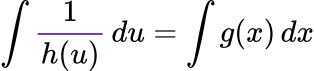 ∫ 1/h(u) du = ∫ g(x) dx